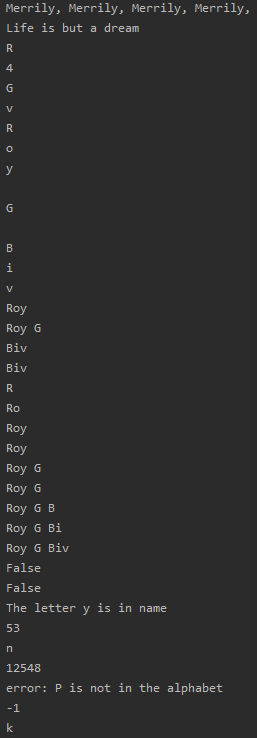 Merrily, Merrily, Merrily, Merrily,
Life is but a dream
R
4
G
v
R
o
y

G

B
i
v
Roy
Roy G
Biv
Biv
R
Ro
Roy
Roy
Roy G
Roy G
Roy G B
Roy G Bi
Roy G Biv
False
False
The letter y is in name
53
n
12548
error: P is not in the alphabet
-1
k